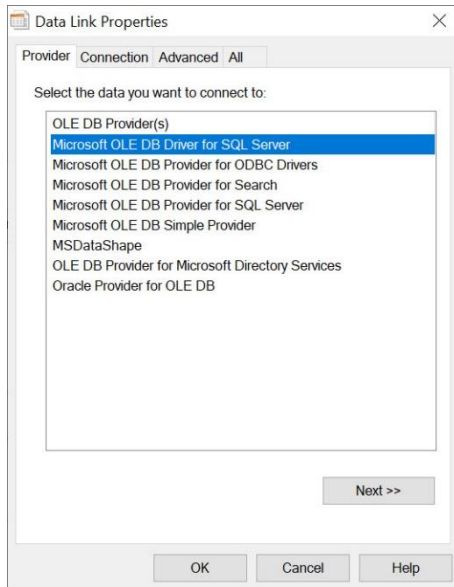 Data Link Properties
Provider Connection Advanced All
Select the data you want to connect to:
OLE DB Provider(s)
Microsoft OLE DB Driver for SQL Server
Microsoft OLE DB Provider for ODBC Drivers
Microsoft OLE DB Provider for Search
Microsoft OLE DB Provider for SQL Server
Microsoft OLE DB Simple Provider
MSDataShape
OLE DB Provider for Microsoft Directory Services
Oracle Provider for OLE DB
Next >>
OK Cancel Help